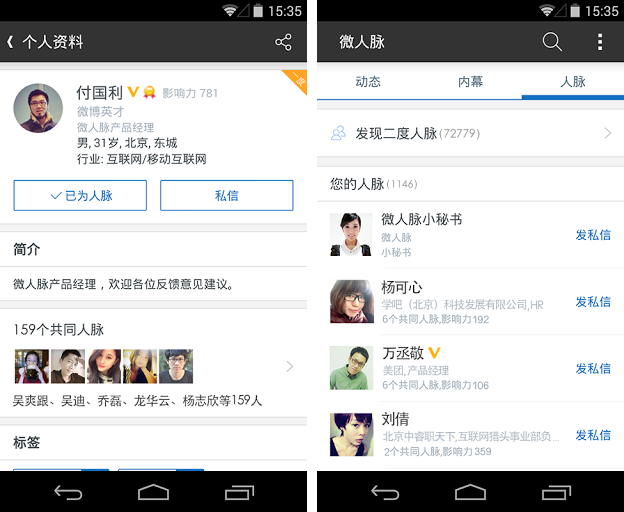 15:35
个人资料
一度
付国利 影响力 781
微博英才
微人脉产品经理
男, 31岁, 北京, 东城
行业: 互联网/移动互联网
已为人脉 私信
简介
微人脉产品经理，欢迎各位反馈意见建议。
159个共同人脉
吴爽跟、吴迪、乔磊、龙华云、杨志欣等159人
标签
15:35
微人脉
动态 内幕 人脉
发现二度人脉(72779)
您的人脉(1146)
微人脉小秘书
微人脉
小秘书
发私信
杨可心
学吧（北京）科技发展有限公司,HR
6个共同人脉,影响力192
发私信
万丞敬
美团,产品经理
6个共同人脉,影响力106
发私信
刘倩
北京中睿职天下,互联网猎头事业部负...
2个共同人脉,影响力359
发私信